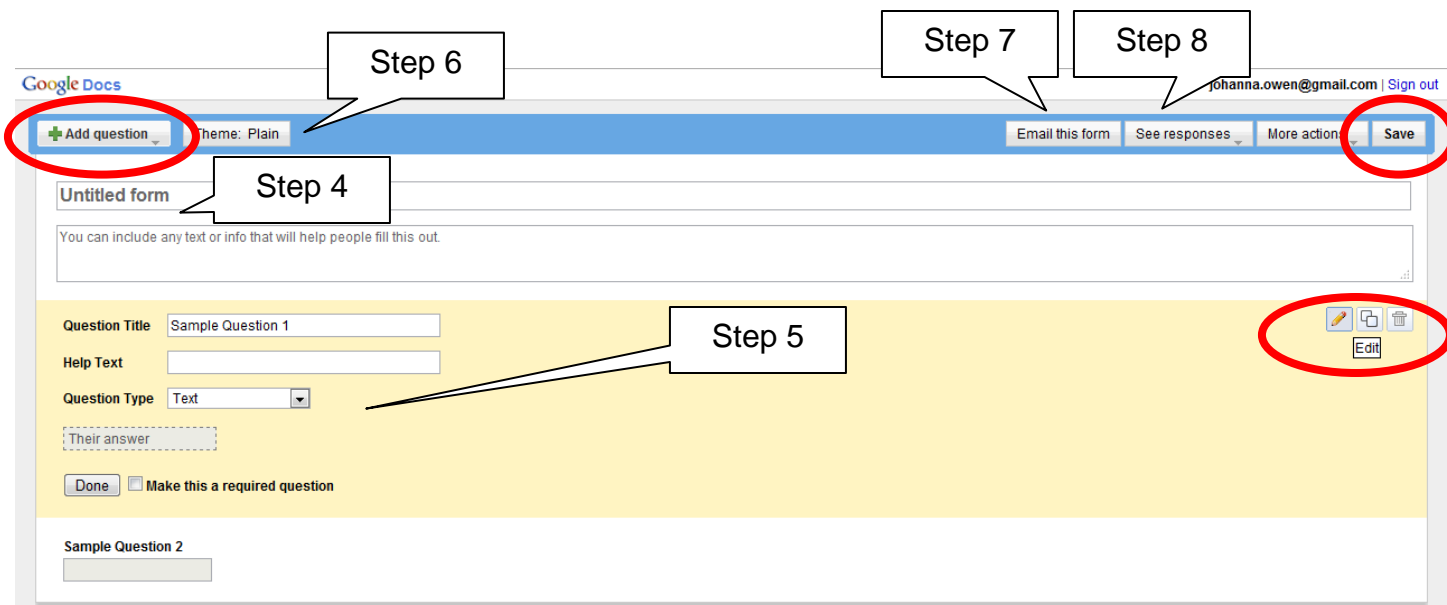 Step 6
Step 7
Step 8
Google Docs
johanna.owen@gmail.com | Sign out
Add question
Theme: Plain
Email this form
See responses
More actions
Save
Untitled form
Step 4
You can include any text or info that will help people fill this out.
Question Title
Sample Question 1
Step 5
Edit
Help Text
Question Type
Text
Their answer
Done
Make this a required question
Sample Question 2